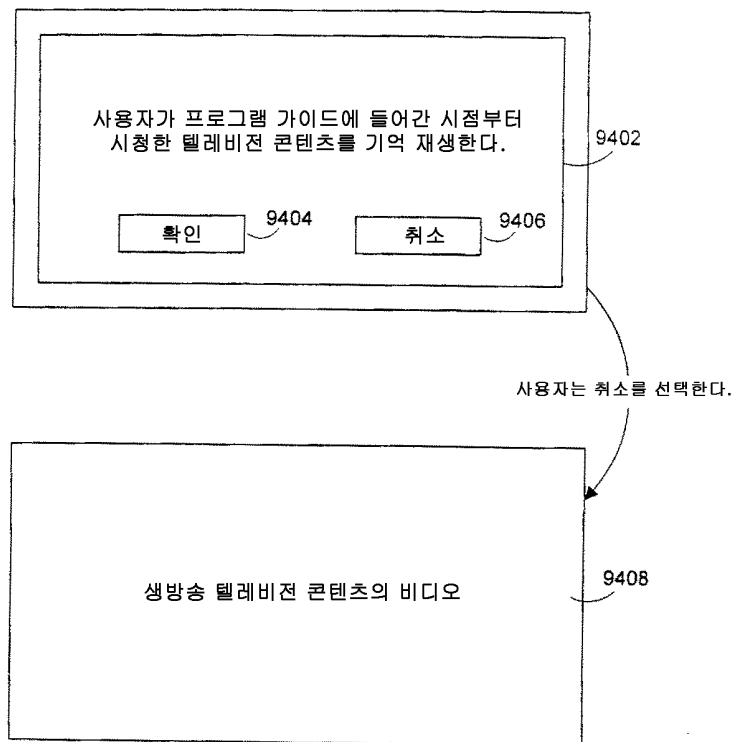 사용자가 프로그램 가이드에 들어간 시점부터
시청한 텔레비전 콘텐츠를 기억 재생한다.
9402
확인
9404
취소
9406
사용자는 취소를 선택한다.
생방송 텔레비전 콘텐츠의 비디오
9408